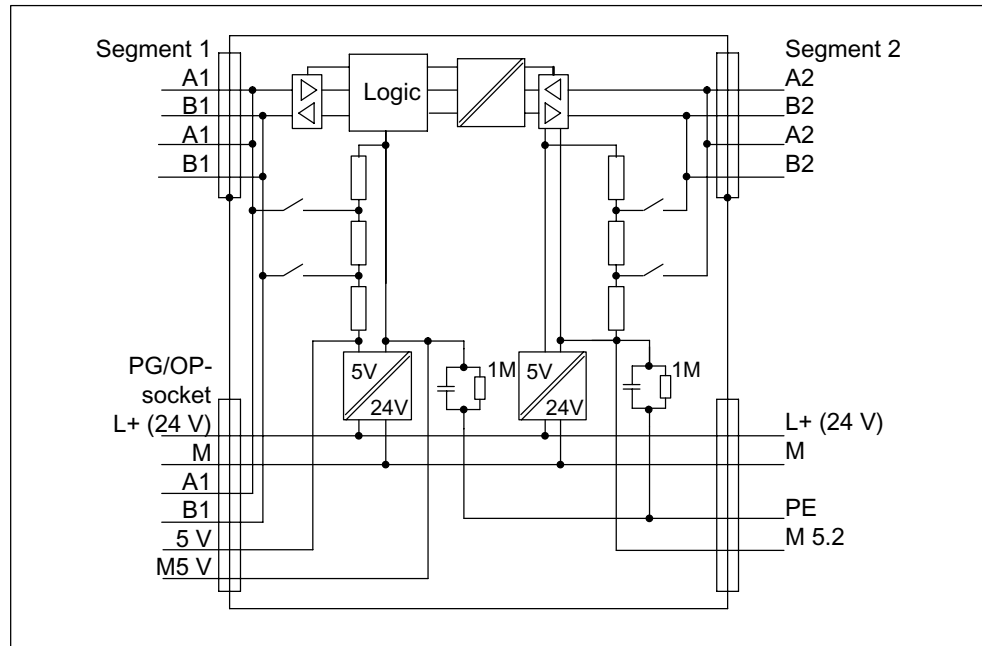 Segment 1
Segment 2
A1
A2
B1
B2
Logic
A1
A2
B1
B2
PG/OP-
socket
5V
24V
1M
5V
24V
1M
L+ (24 V)
L+ (24 V)
M
M
A1
B1
PE
5 V
M 5.2
M5 V